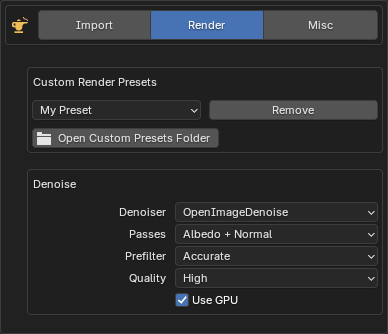 Import Render Misc
Custom Render Presets
My Preset Remove
Open Custom Presets Folder
Denoise
Denoiser OpenImageDenoise
Passes Albedo + Normal
Prefilter Accurate
Quality High
Use GPU